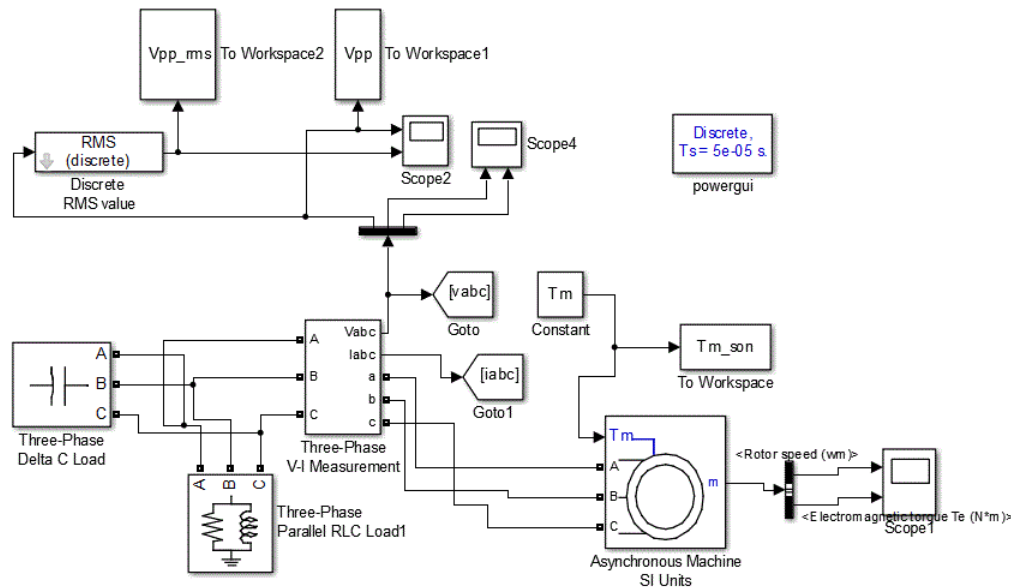 Vpp_rms
To Workspace2
Vpp
To Workspace1
RMS
(discrete)
Discrete
RMS value
Scope2
Scope4
Discrete,
Ts = 5e-05 s.
powergui
[vabc]
Goto
Tm
Constant
Vabc
Iabc
A
a
B
b
C
c
Three-Phase
V-I Measurement
[iabc]
Goto1
Tm_son
To Workspace
A
B
C
Three-Phase
Delta C Load
A
B
C
Three-Phase
Parallel RLC Load1
Tm
A
B
C
m
Asynchronous Machine
SI Units
<Rotor speed (wm)>
<Electromagnetic torque Te (N*m)>
Scope1